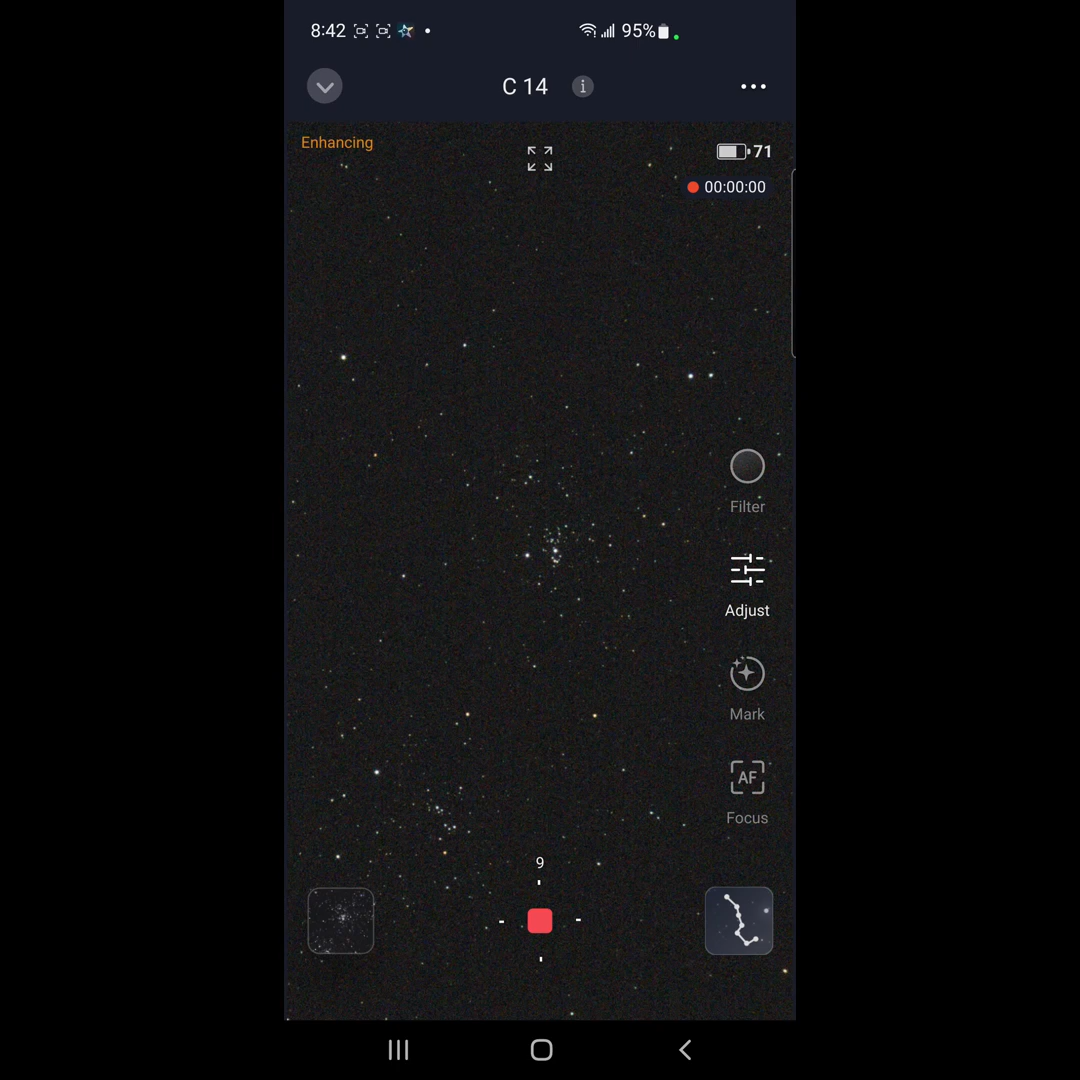 8:42
95%
C 14
i
Enhancing
71
00:00:00
Filter
Adjust
Mark
AF
Focus
9